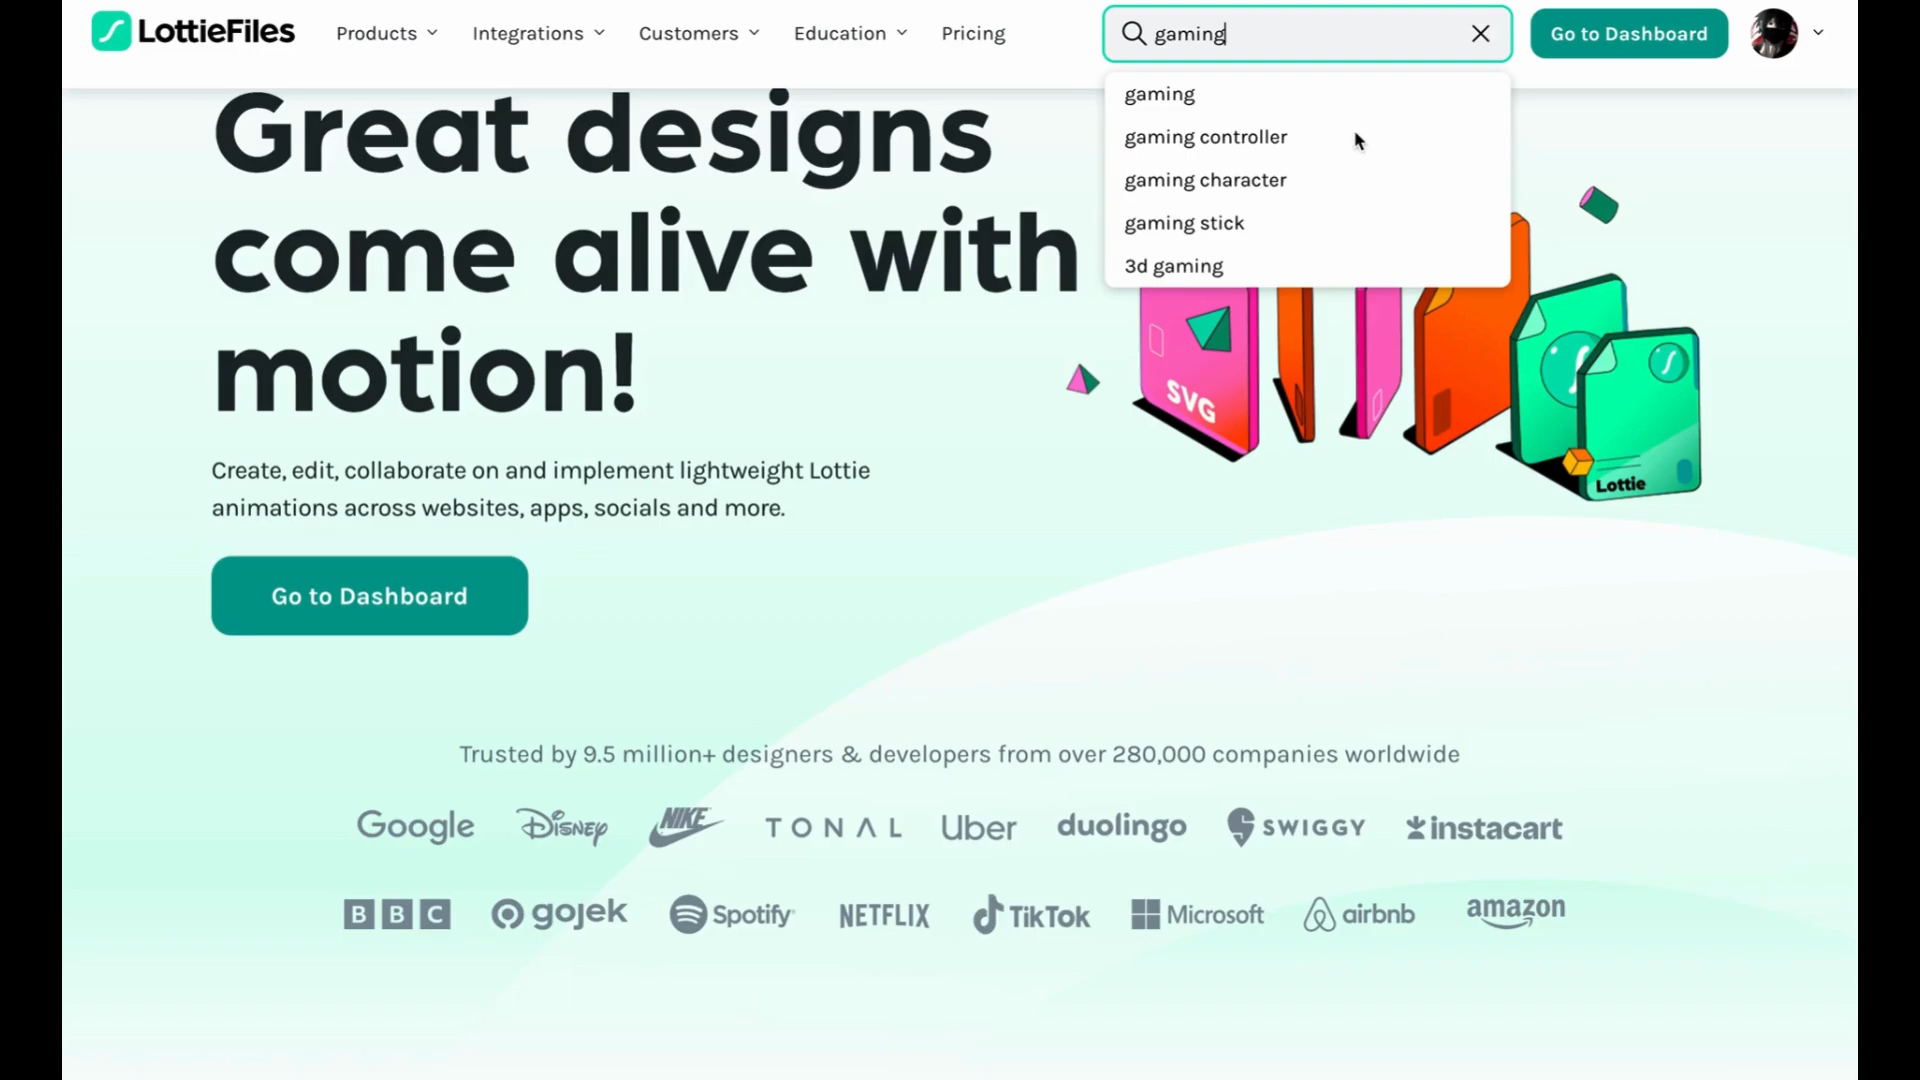 LottieFiles
Products
Integrations
Customers
Education
Pricing
gaming
Go to Dashboard
gaming
gaming controller
gaming character
gaming stick
3d gaming
Great designs
come alive with
motion!
SVG
Lottie
Create, edit, collaborate on and implement lightweight Lottie
animations across websites, apps, socials and more.
Go to Dashboard
Trusted by 9.5 million+ designers & developers from over 280,000 companies worldwide
Google DISNEY NIKE TONAL Uber duolingo SWIGGY instacart
BBC gojek Spotify NETFLIX TikTok Microsoft airbnb amazon